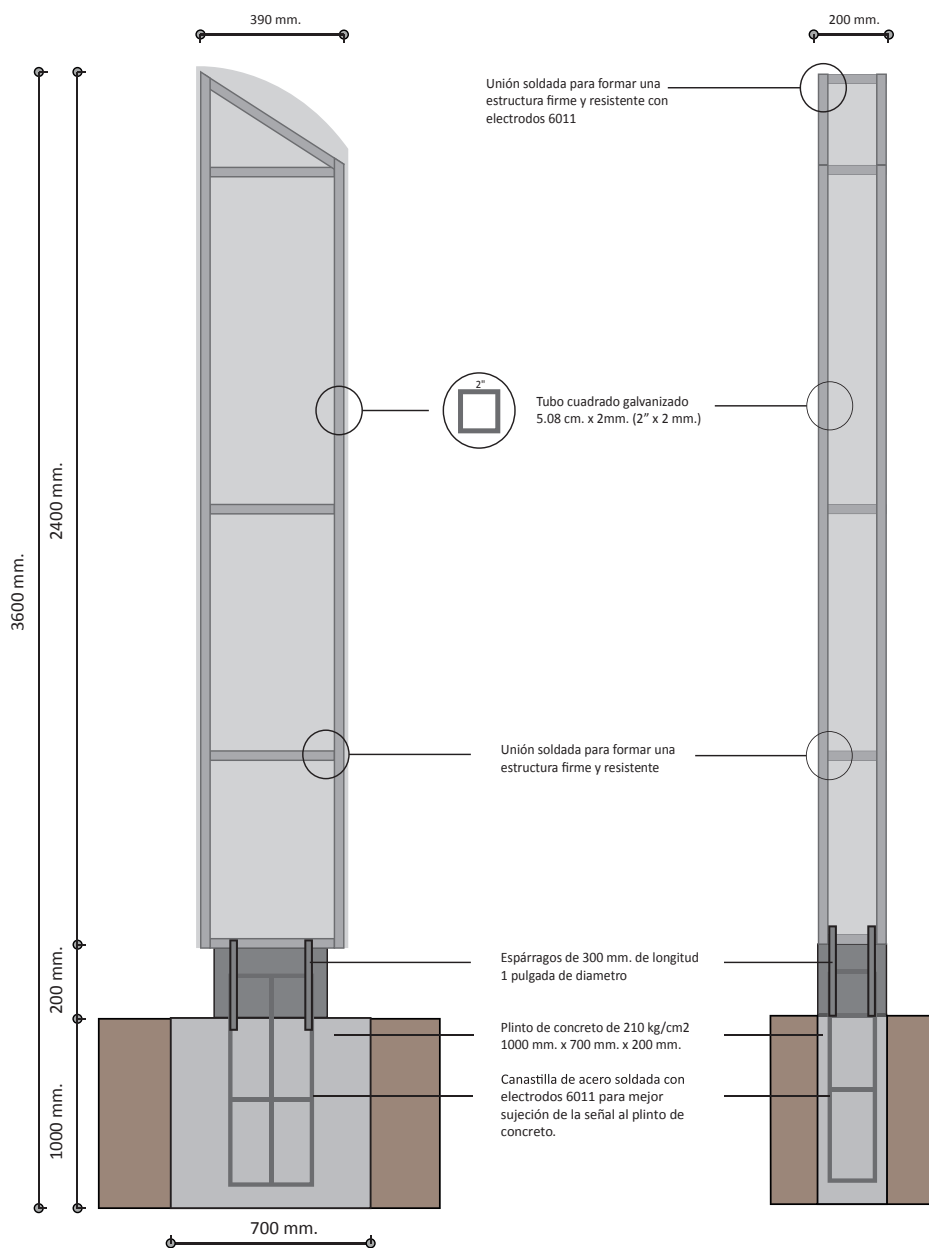 390 mm.
200 mm.
Unión soldada para formar una
estructura firme y resistente con
electrodos 6011
3600 mm.
2400 mm.
2"
Tubo cuadrado galvanizado
5.08 cm. x 2mm. (2" x 2 mm.)
Unión soldada para formar una
estructura firme y resistente
200 mm.
Espárragos de 300 mm. de longitud
1 pulgada de diametro
Plinto de concreto de 210 kg/cm2
1000 mm. x 700 mm. x 200 mm.
1000 mm.
Canastilla de acero soldada con
electrodos 6011 para mejor
sujeción de la señal al plinto de
concreto.
700 mm.